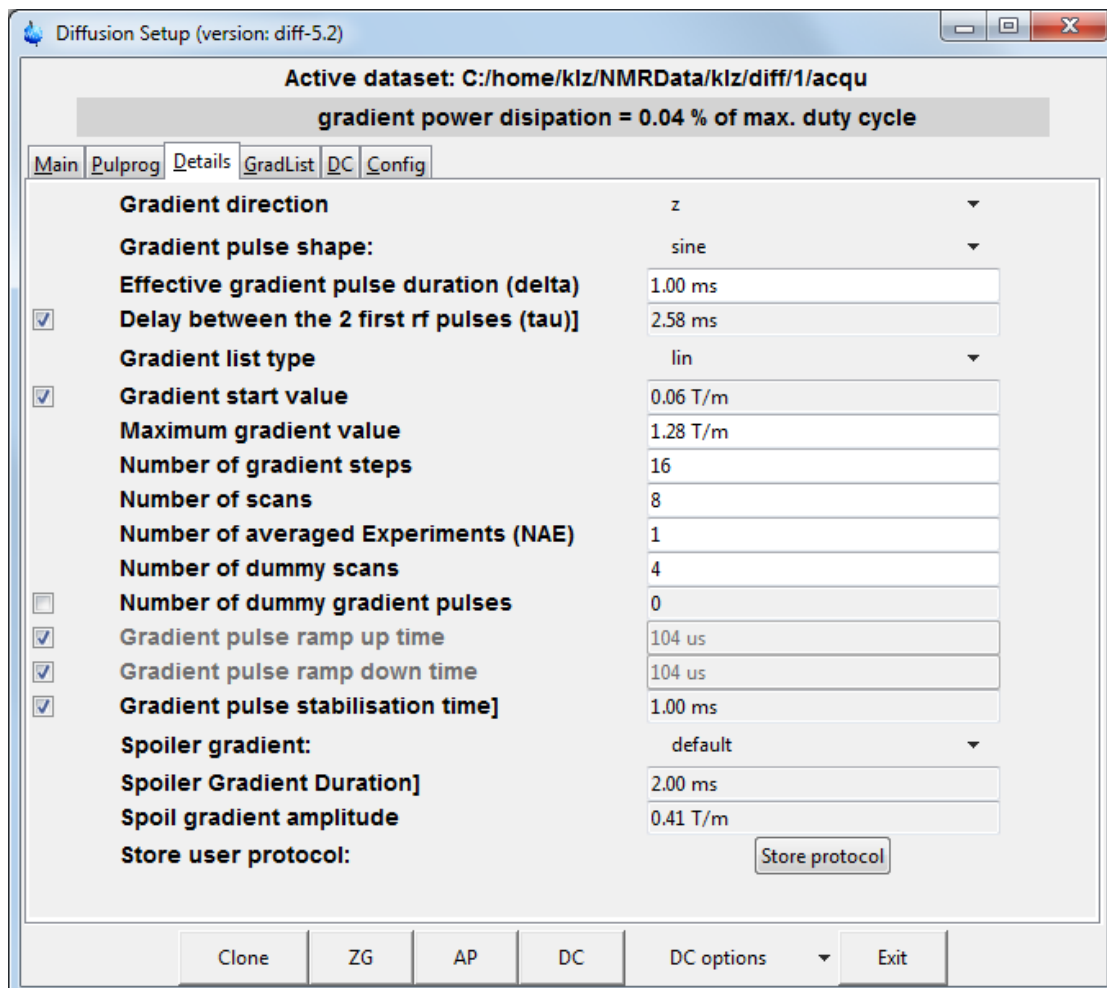 Diffusion Setup (version: diff-5.2)
Active dataset: C:/home/klz/NMRData/klz/diff/1/acqu
gradient power disipation = 0.04 % of max. duty cycle
Main Pulprog Details GradList DC Config
Gradient direction z
Gradient pulse shape: sine
Effective gradient pulse duration (delta) 1.00 ms
Delay between the 2 first rf pulses (tau)] 2.58 ms
Gradient list type lin
Gradient start value 0.06 T/m
Maximum gradient value 1.28 T/m
Number of gradient steps 16
Number of scans 8
Number of averaged Experiments (NAE) 1
Number of dummy scans 4
Number of dummy gradient pulses 0
Gradient pulse ramp up time 104 us
Gradient pulse ramp down time 104 us
Gradient pulse stabilisation time] 1.00 ms
Spoiler gradient: default
Spoiler Gradient Duration] 2.00 ms
Spoil gradient amplitude 0.41 T/m
Store user protocol: Store protocol
Clone ZG AP DC DC options Exit